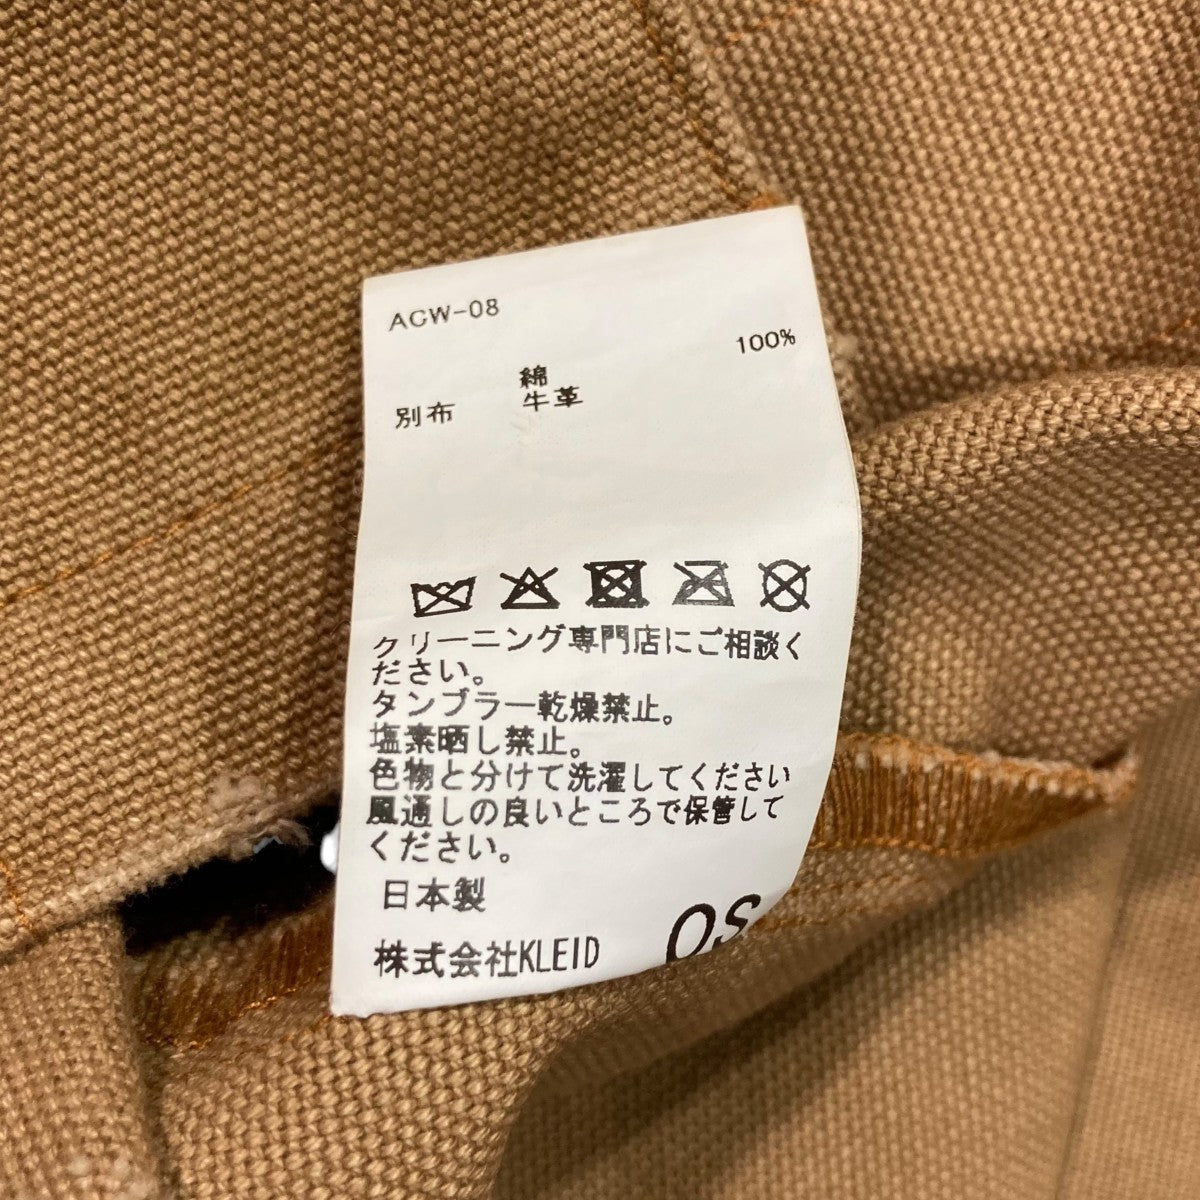 ACW-08
綿 100%
別布 牛革
クリーニング専門店にご相談く
ださい。
タンブラー乾燥禁止。
塩素晒し禁止。
色物と分けて洗濯してください
風通しの良いところで保管して
ください。
日本製
株式会社KLEID OS